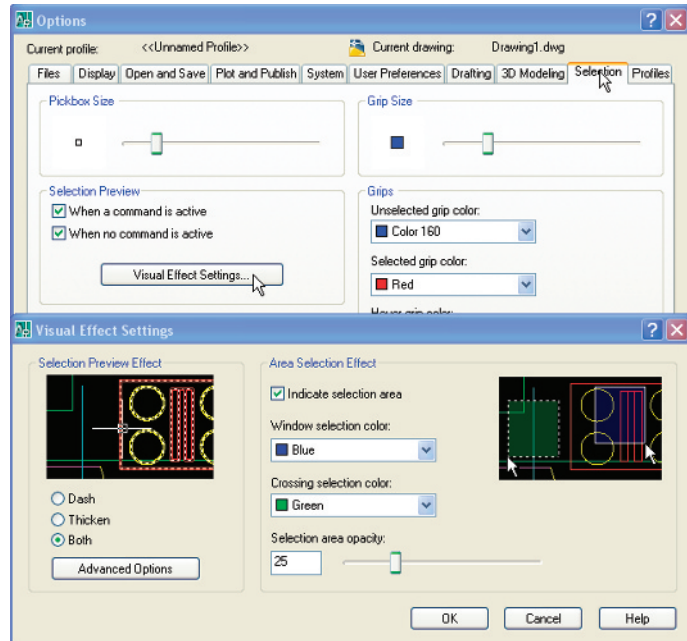 Options
Current profile: <<Unnamed Profile>> Current drawing: Drawing1.dwg
Files Display Open and Save Plot and Publish System User Preferences Drafting 3D Modeling Selection Profiles
Pickbox Size Grip Size
Selection Preview Grips
When a command is active Unselected grip color:
When no command is active Color 160
Visual Effect Settings... Selected grip color:
Red
Hover grip color:
Visual Effect Settings
Selection Preview Effect Area Selection Effect
Indicate selection area
Window selection color:
Blue
Crossing selection color:
Dash Green
Thicken
Both Selection area opacity:
Advanced Options 25
OK Cancel Help